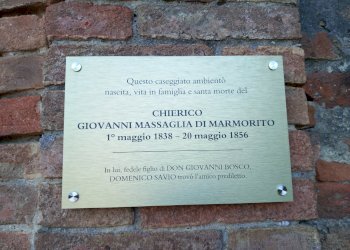 Questo caseggiato ambientò
nascita, vita in famiglia e santa morte del
CHIERICO
GIOVANNI MASSAGLIA DI MARMORITO
1° maggio 1838 – 20 maggio 1856
In lui, fedele figlio di DON GIOVANNI BOSCO,
DOMENICO SAVIO trovò l'amico prediletto.